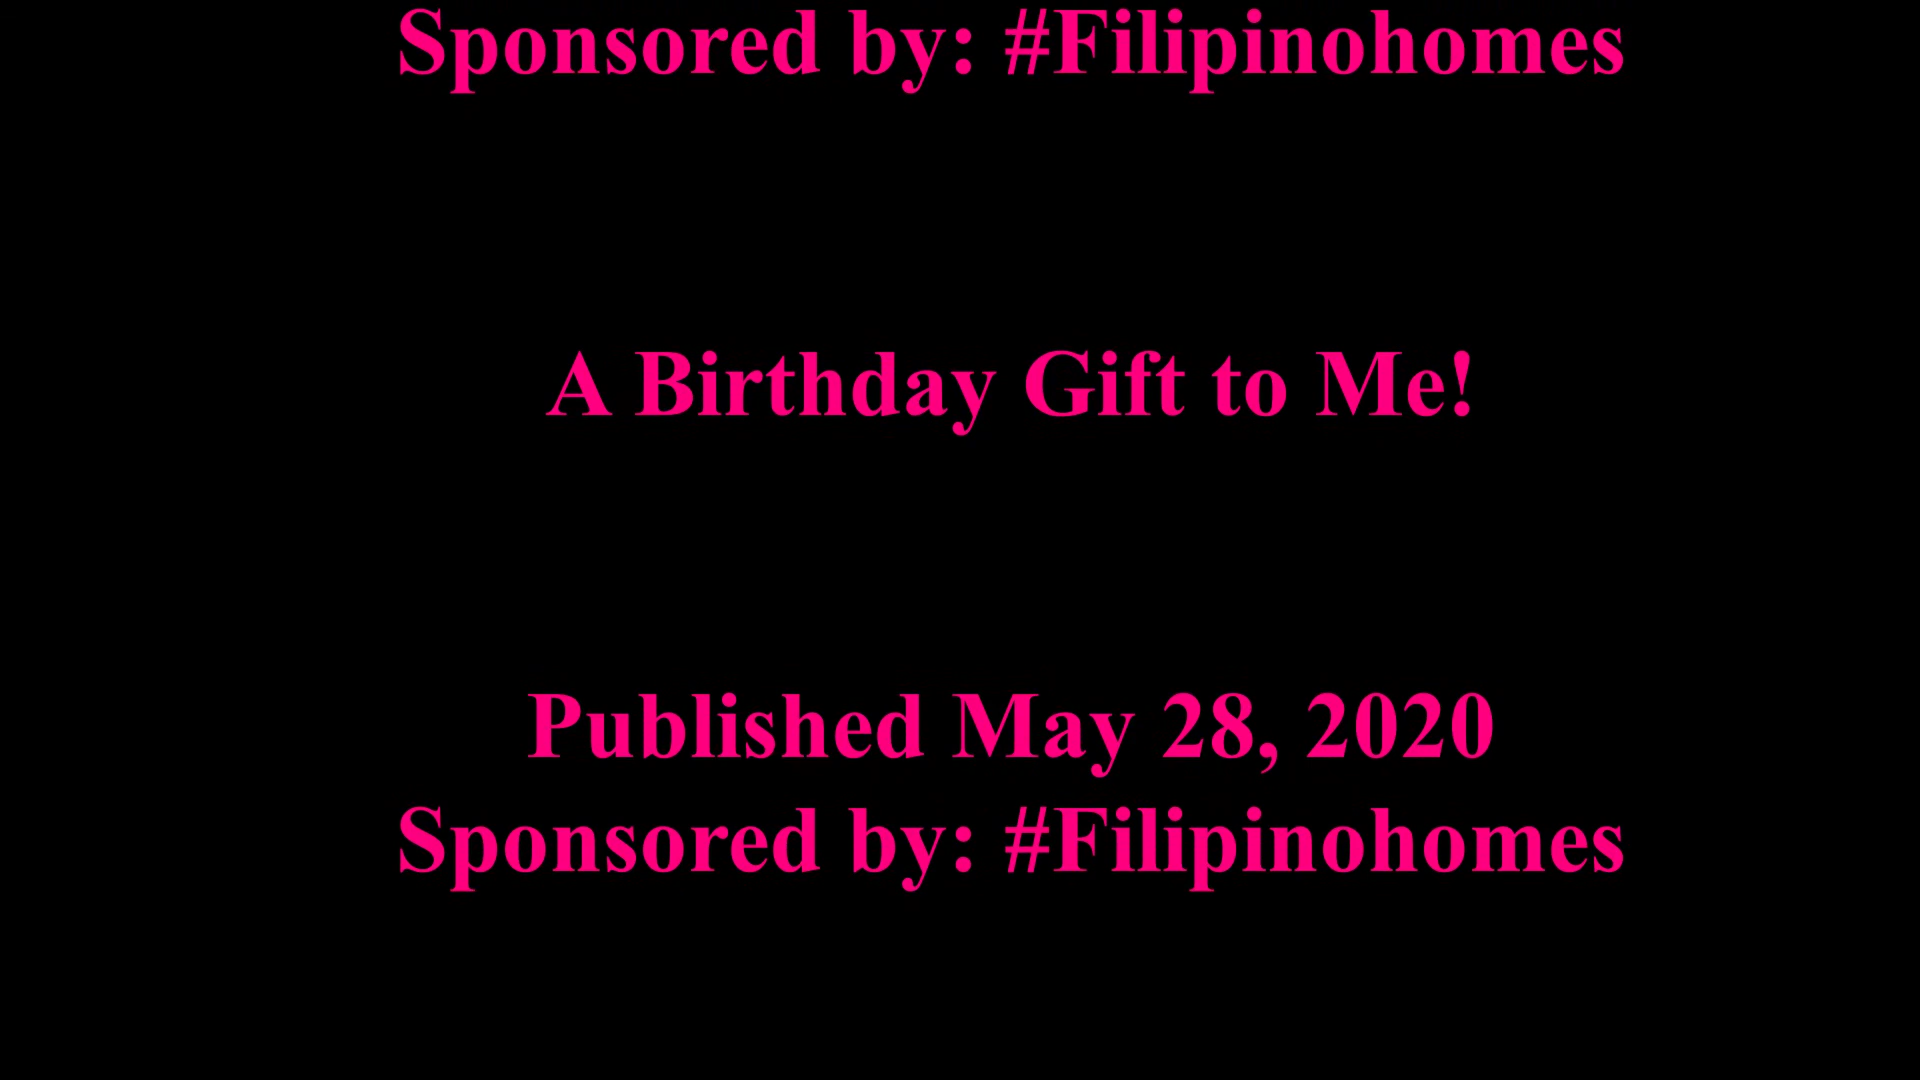 Sponsored by: #Filipinohomes
A Birthday Gift to Me!
Published May 28, 2020
Sponsored by: #Filipinohomes